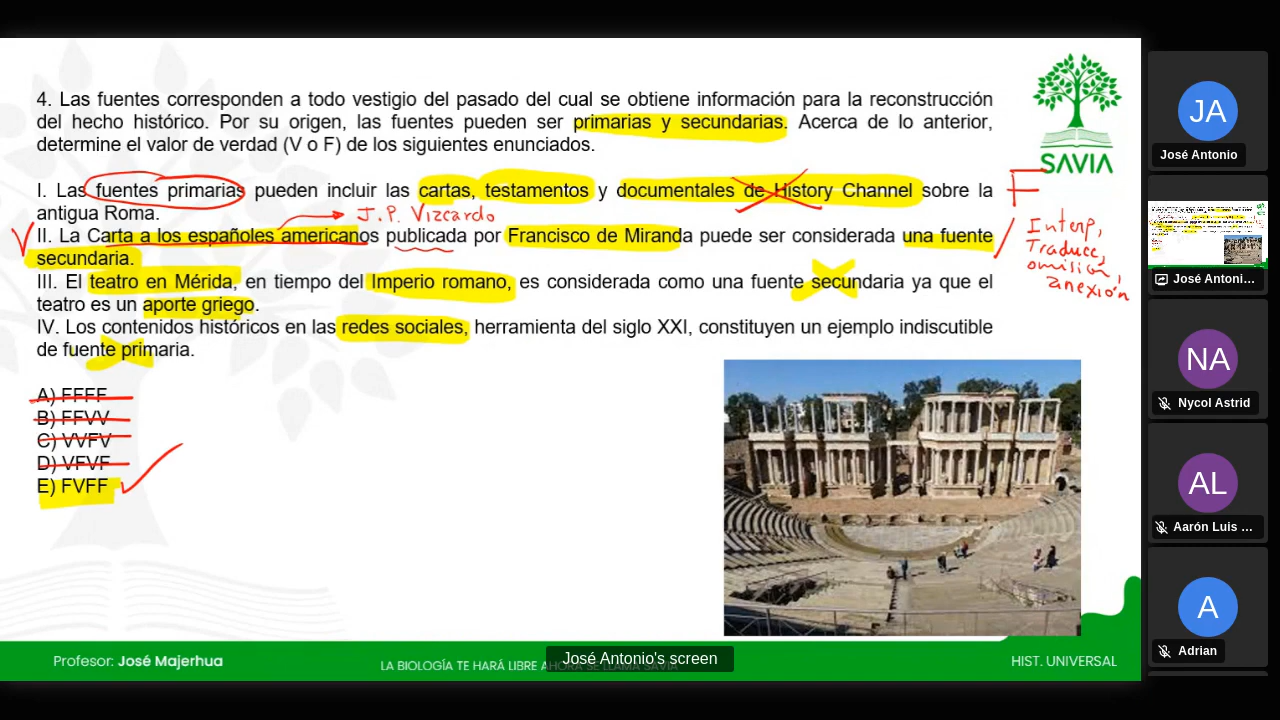 4. Las fuentes corresponden a todo vestigio del pasado del cual se obtiene información para la reconstrucción
del hecho histórico. Por su origen, las fuentes pueden ser primarias y secundarias. Acerca de lo anterior,
determine el valor de verdad (V o F) de los siguientes enunciados.
SAVIA
I. Las fuentes primarias pueden incluir las cartas, testamentos y documentales de History Channel sobre la
antigua Roma.
F
J.P. Vizcardo
V
II. La Carta a los españoles americanos publicada por Francisco de Miranda puede ser considerada una fuente
secundaria.
Interp,
Traducc,
omisión,
anexión
III. El teatro en Mérida, en tiempo del Imperio romano, es considerada como una fuente secundaria ya que el
teatro es un aporte griego.
IV. Los contenidos históricos en las redes sociales, herramienta del siglo XXI, constituyen un ejemplo indiscutible
de fuente primaria.
A) FFFF
B) FFVV
C) VVFV
D) VFVF
E) FVFF
Profesor: José Majerhua
LA BIOLOGÍA TE HARÁ LIBRE AHORA SE LLAMA SAVIA
José Antonio's screen
HIST. UNIVERSAL
JA
José Antonio
José Antoni...
NA
Nycol Astrid
AL
Aarón Luis ...
A
Adrian